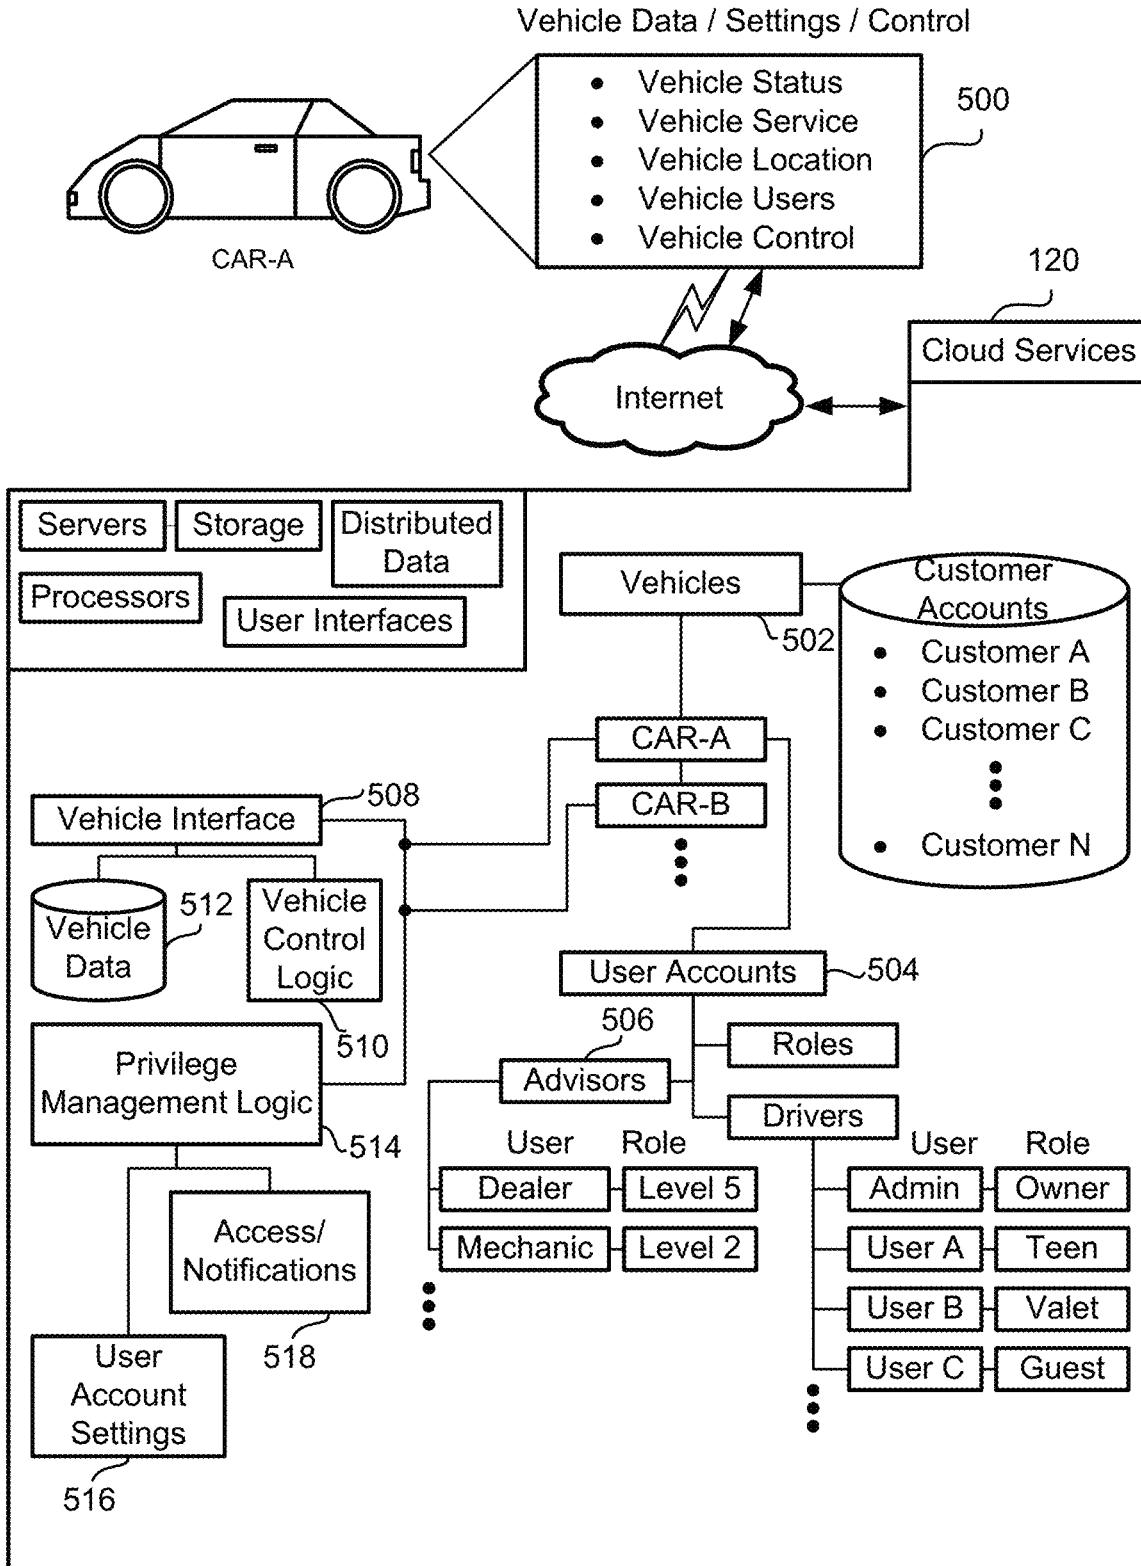 Vehicle Data / Settings / Control
• Vehicle Status
• Vehicle Service
• Vehicle Location
• Vehicle Users
• Vehicle Control
500
CAR-A
120
Cloud Services
Internet
Servers
Storage
Distributed
Data
Processors
User Interfaces
Vehicles
502
Customer
Accounts
• Customer A
• Customer B
• Customer C
• Customer N
CAR-A
CAR-B
508
Vehicle Interface
512
Vehicle
Data
Vehicle
Control
Logic
510
User Accounts
504
506
Advisors
Roles
Drivers
Privilege
Management Logic
514
User Role
Dealer Level 5
Mechanic Level 2
User Role
Admin Owner
User A Teen
User B Valet
User C Guest
Access/
Notifications
518
User
Account
Settings
516